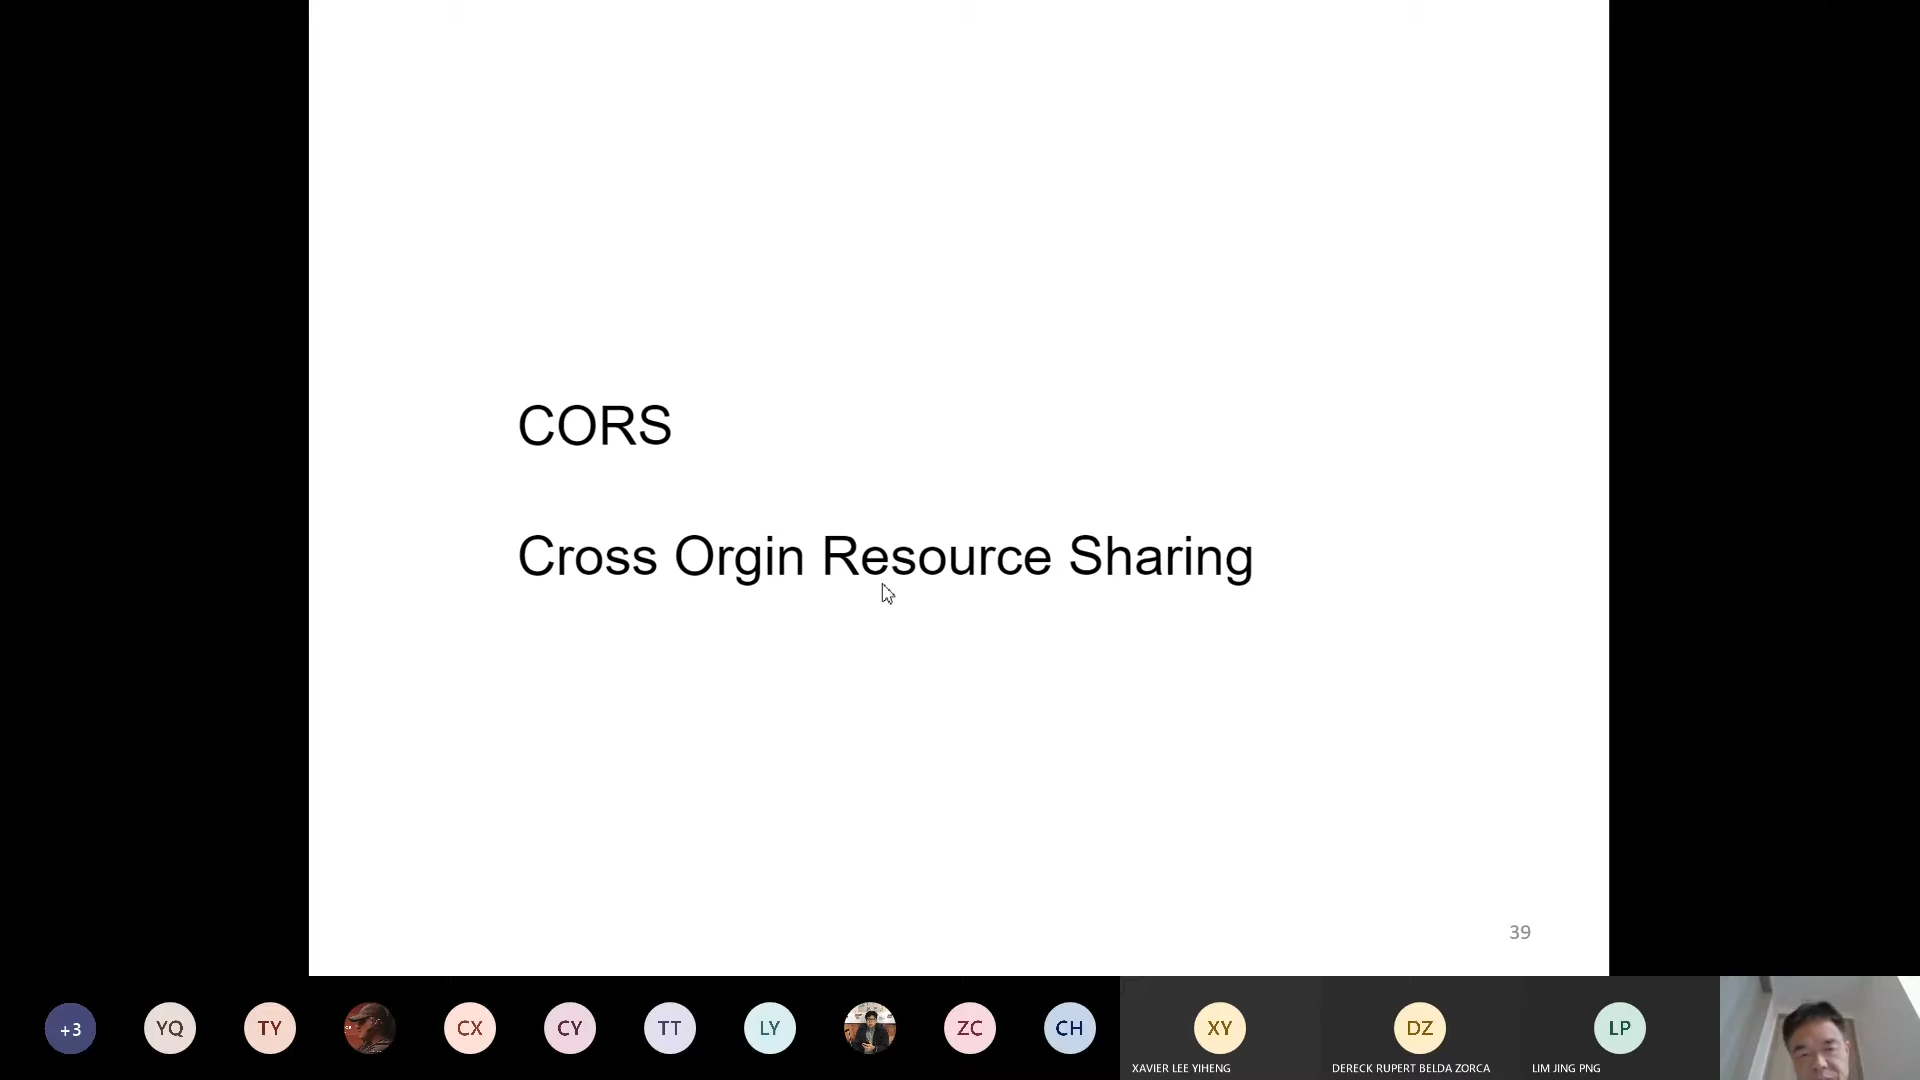 CORS
Cross Orgin Resource Sharing
39
+3
YQ
TY
CX
CY
TT
LY
ZC
CH
XY
DZ
LP
XAVIER LEE YIHENG
DERECK RUPERT BELDA ZORCA
LIM JING PNG